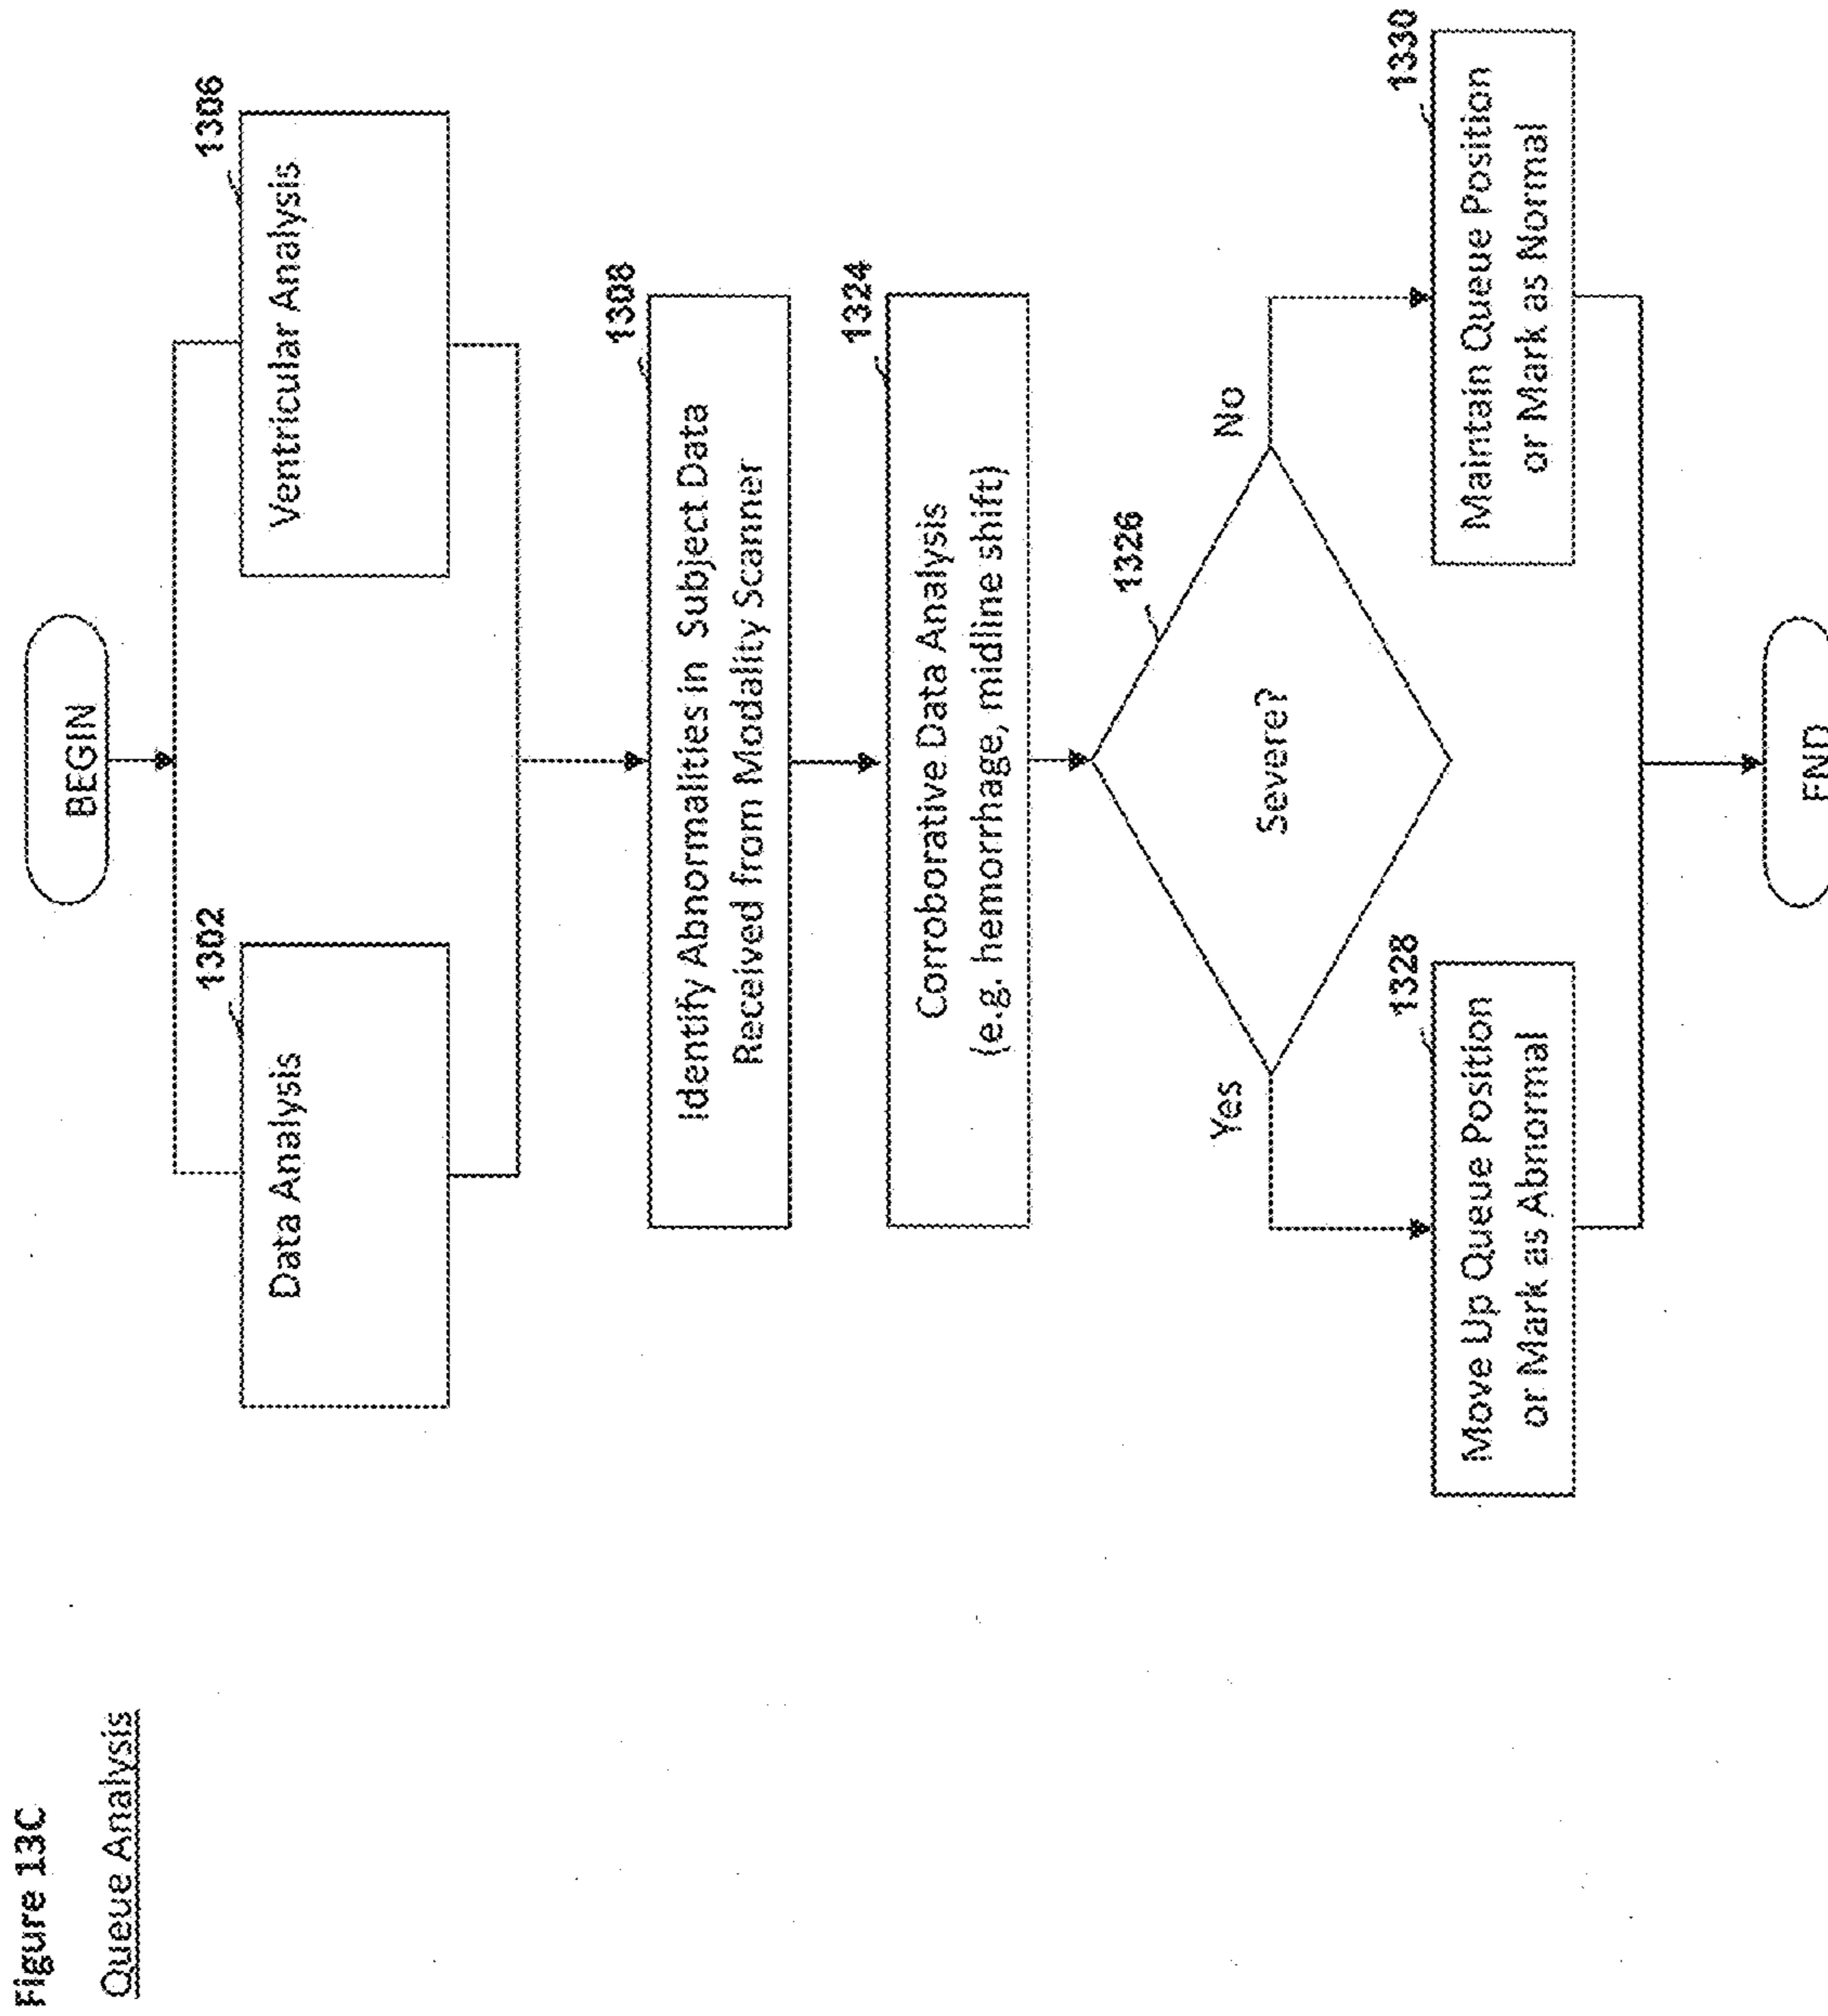 Figure 13C
Queue Analysis
BEGIN
1302
Data Analysis
1306
Ventricular Analysis
1308
Identify Abnormalities in Subject Data
Received from Modality Scanner
1324
Corroborative Data Analysis
(e.g. hemorrhage, midline shift)
1326
Severe?
Yes
No
1328
Move Up Queue Position
or Mark as Abnormal
1330
Maintain Queue Position
or Mark as Normal
END